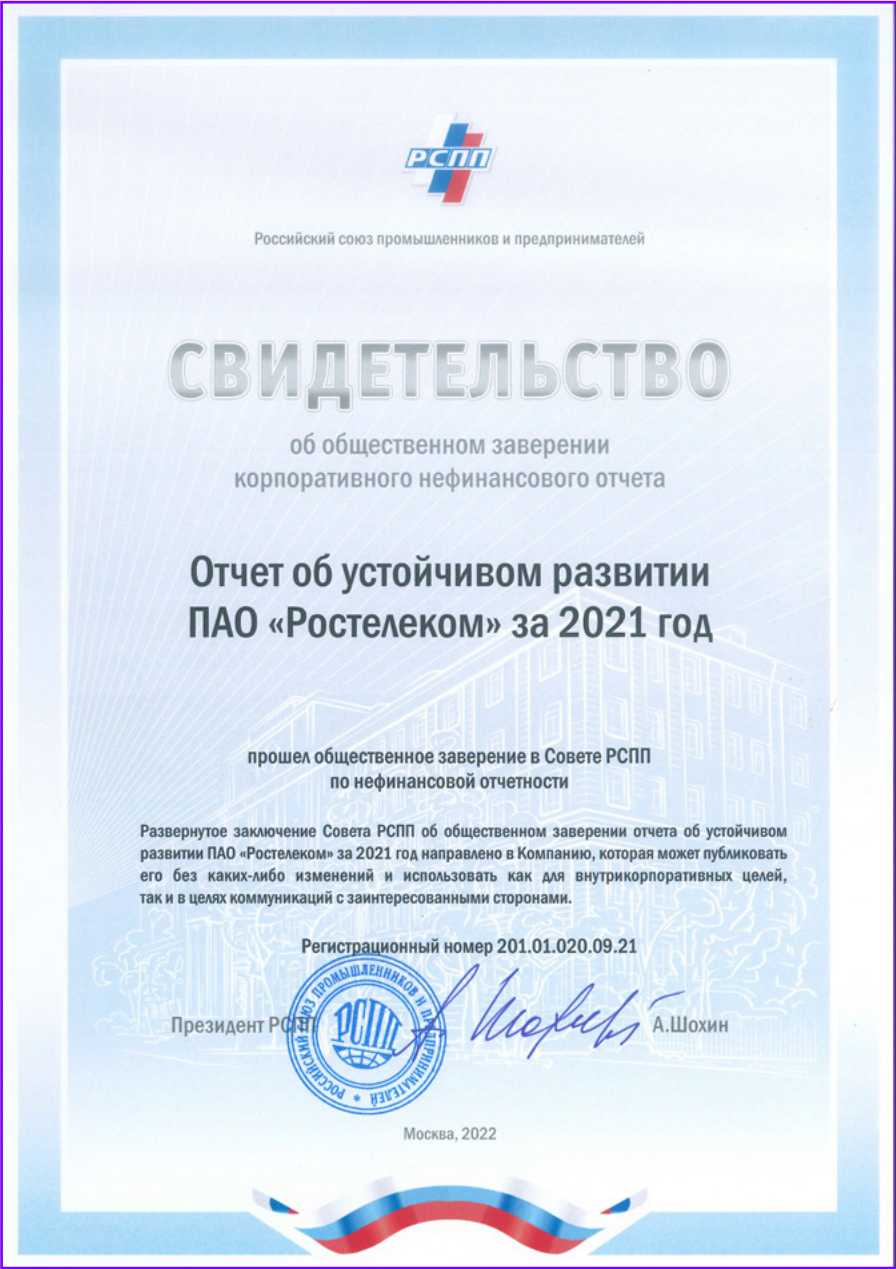 РСПП
Российский союз промышленников и предпринимателей
СВИДЕТЕЛЬСТВО
об общественном заверении
корпоративного нефинансового отчета
Отчет об устойчивом развитии
ПАО «Ростелеком» за 2021 год
прошел общественное заверение в Совете РСПП
по нефинансовой отчетности
Развернутое заключение Совета РСПП об общественном заверении отчета об устойчивом
развитии ПАО «Ростелеком» за 2021 год направлено в Компанию, которая может публиковать
его без каких-либо изменений и использовать как для внутрикорпоративных целей,
так и в целях коммуникаций с заинтересованными сторонами.
Регистрационный номер 201.01.020.09.21
РОССИЙСКИЙ СОЮЗ ПРОМЫШЛЕННИКОВ И ПРЕДПРИНИМАТЕЛЕЙ *
РСПП
Президент РСПП
А. Шохин
А.Шохин
Москва, 2022